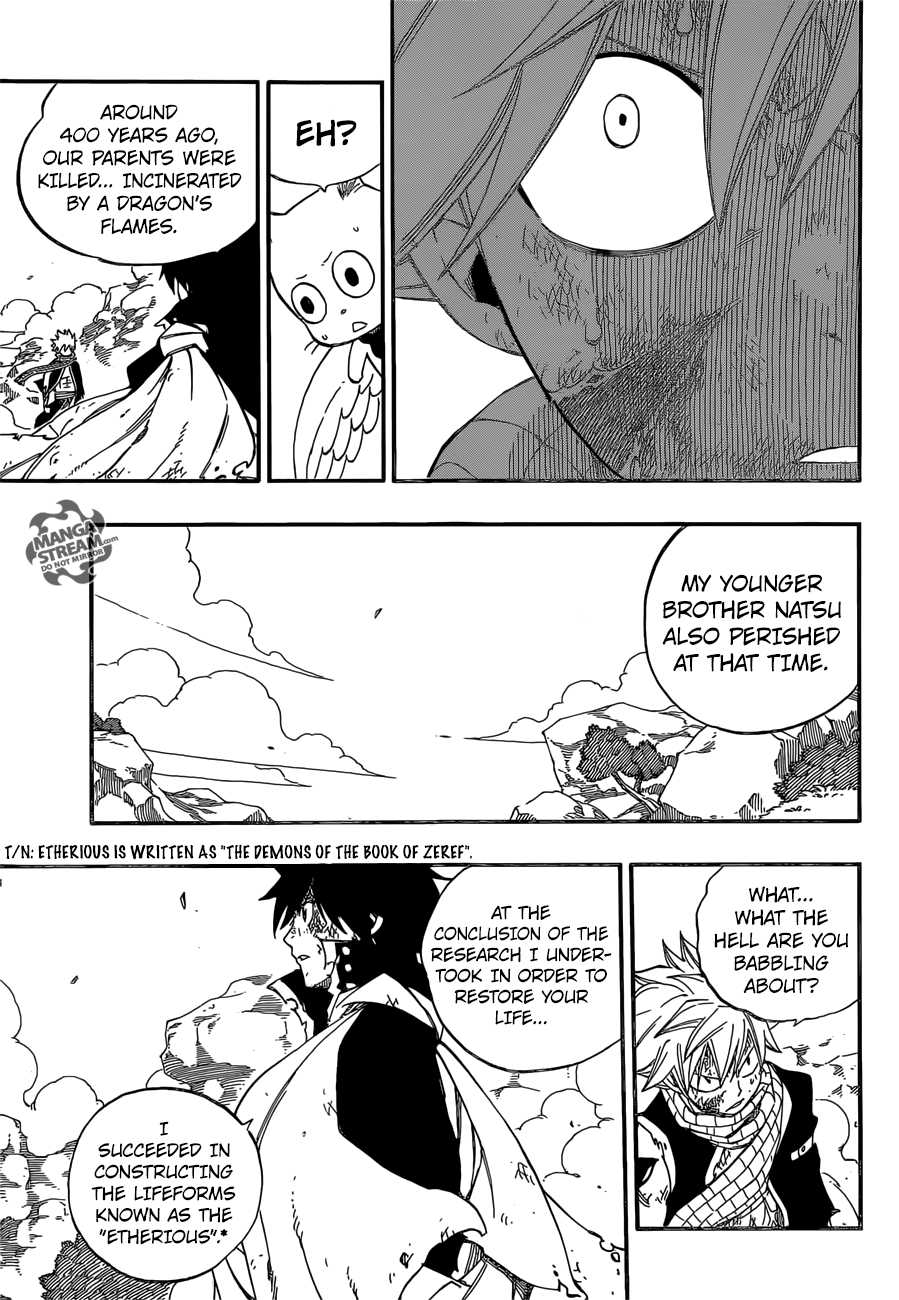 EH?
AROUND
400 YEARS AGO,
OUR PARENTS WERE
KILLED... INCINERATED
BY A DRAGON'S
FLAMES.
MANGA
STREAM.com
DO NOT MIRROR
MY YOUNGER
BROTHER NATSU
ALSO PERISHED
AT THAT TIME.
T/N: ETHERIOUS IS WRITTEN AS "THE DEMONS OF THE BOOK OF ZEREF".
WHAT...
WHAT THE
HELL ARE YOU
BABBLING
ABOUT?
AT THE
CONCLUSION OF THE
RESEARCH I UNDER-
TOOK IN ORDER TO
RESTORE YOUR
LIFE...
I
SUCCEEDED IN
CONSTRUCTING
THE LIFEFORMS
KNOWN AS THE
"ETHERIOUS".*